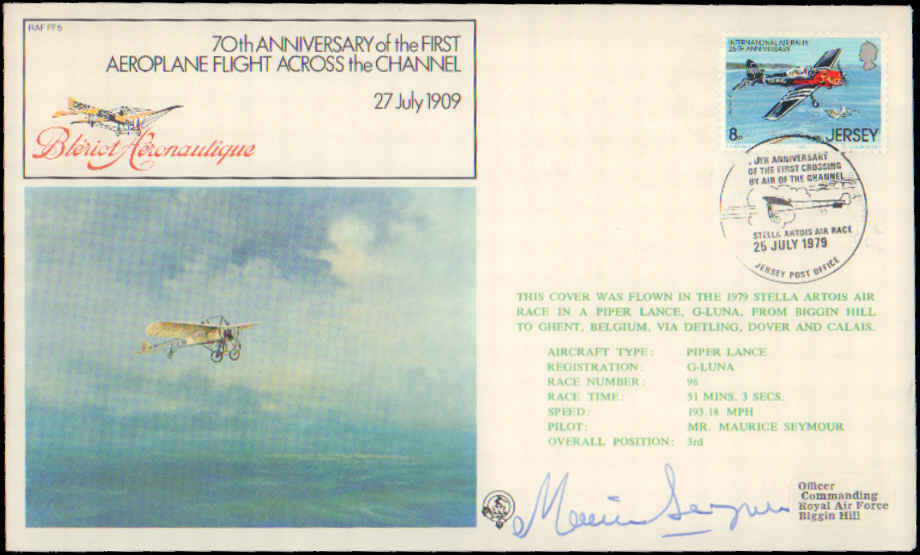 RAF FF6
70th ANNIVERSARY of the FIRST
AEROPLANE FLIGHT ACROSS the CHANNEL
27 July 1909
Blériot Aéronautique
INTERNATIONAL AIR RALLY
25TH ANNIVERSARY
8p JERSEY
70TH ANNIVERSARY
OF THE FIRST CROSSING
BY AIR OF THE CHANNEL
STELLA ARTOIS AIR RACE
25 JULY 1979
JERSEY POST OFFICE
THIS COVER WAS FLOWN IN THE 1979 STELLA ARTOIS AIR
RACE IN A PIPER LANCE, G-LUNA, FROM BIGGIN HILL
TO GHENT, BELGIUM, VIA DETLING, DOVER AND CALAIS.
AIRCRAFT TYPE: PIPER LANCE
REGISTRATION: G-LUNA
RACE NUMBER: 96
RACE TIME: 51 MINS. 3 SECS.
SPEED: 193.18 MPH
PILOT: MR. MAURICE SEYMOUR
OVERALL POSITION: 3rd
Maurice Seymour
Officer
Commanding
Royal Air Force
Biggin Hill